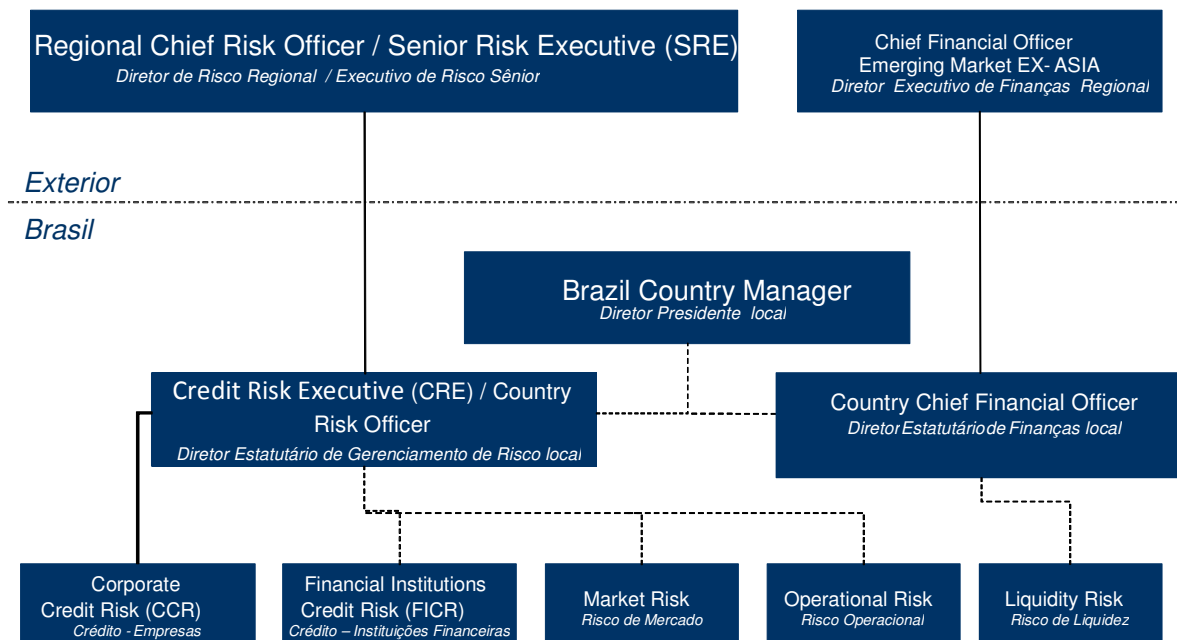 Regional Chief Risk Officer / Senior Risk Executive (SRE)
Diretor de Risco Regional / Executivo de Risco Sênior
Chief Financial Officer
Emerging Market EX- ASIA
Diretor Executivo de Finanças Regional
Exterior
Brasil
Brazil Country Manager
Diretor Presidente local
Credit Risk Executive (CRE) / Country
Risk Officer
Diretor Estatutário de Gerenciamento de Risco local
Country Chief Financial Officer
Diretor Estatutário de Finanças local
Corporate
Credit Risk (CCR)
Crédito - Empresas
Financial Institutions
Credit Risk (FICR)
Crédito – Instituições Financeiras
Market Risk
Risco de Mercado
Operational Risk
Risco Operacional
Liquidity Risk
Risco de Liquidez